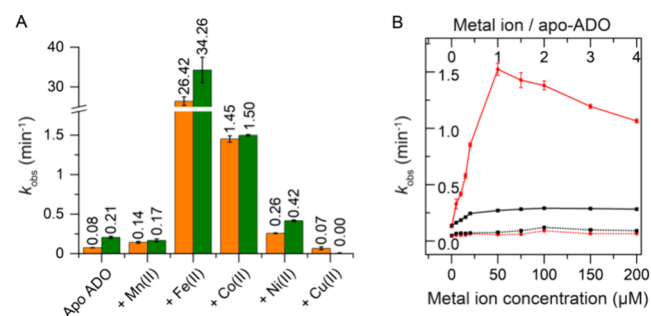 A
k_obs (min⁻¹)
40
30
20
1.5
1
0.5
0
0.08
0.21
0.14
0.17
26.42
34.26
1.45
1.50
0.26
0.42
0.07
0.00
Apo ADO
+ Mn(II)
+ Fe(II)
+ Co(II)
+ Ni(II)
+ Cu(II)
B
Metal ion / apo-ADO
0 1 2 3 4
k_obs (min⁻¹)
1.5
1.0
0.5
0.0
0 50 100 150 200
Metal ion concentration (µM)